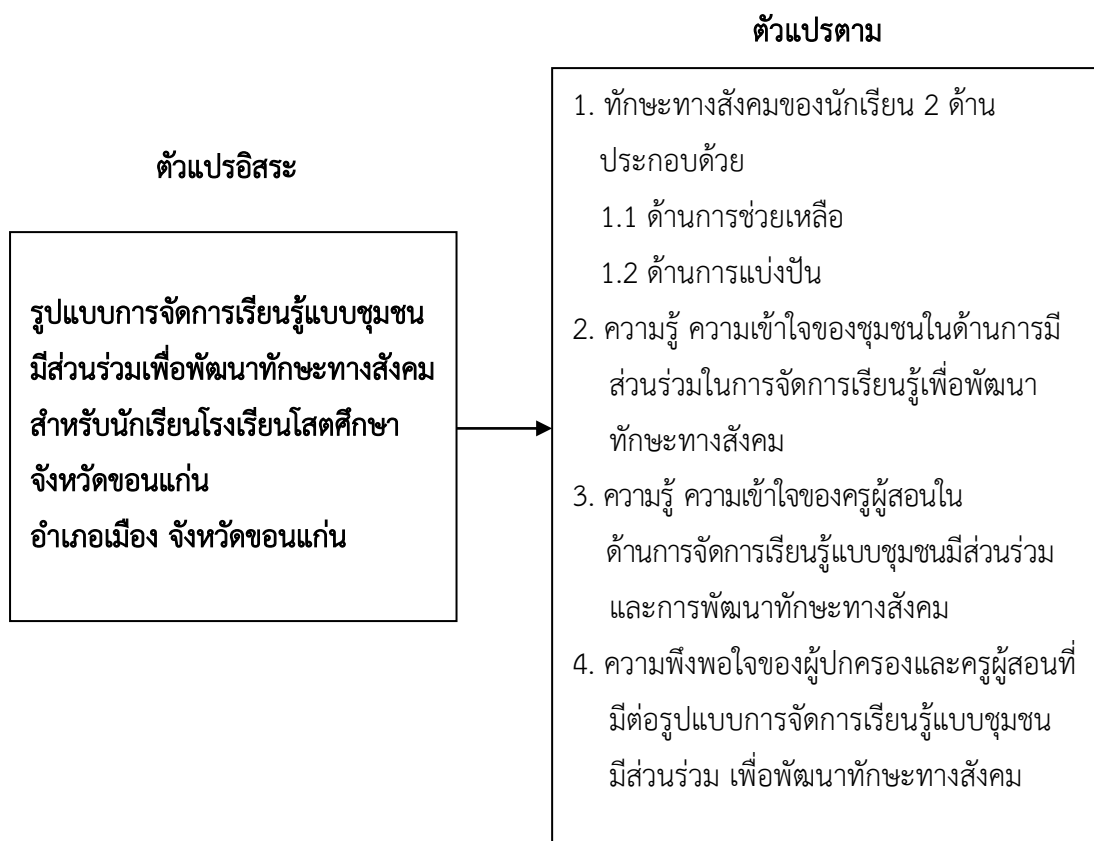 ตัวแปรอิสระ
รูปแบบการจัดการเรียนรู้แบบชุมชน
มีส่วนร่วมเพื่อพัฒนาทักษะทางสังคม
สำหรับนักเรียนโรงเรียนโสตศึกษา
จังหวัดขอนแก่น
อำเภอเมือง จังหวัดขอนแก่น
ตัวแปรตาม
1. ทักษะทางสังคมของนักเรียน 2 ด้าน
ประกอบด้วย
1.1 ด้านการช่วยเหลือ
1.2 ด้านการแบ่งปัน
2. ความรู้ ความเข้าใจของชุมชนในด้านการมี
ส่วนร่วมในการจัดการเรียนรู้เพื่อพัฒนา
ทักษะทางสังคม
3. ความรู้ ความเข้าใจของครูผู้สอนใน
ด้านการจัดการเรียนรู้แบบชุมชนมีส่วนร่วม
และการพัฒนาทักษะทางสังคม
4. ความพึงพอใจของผู้ปกครองและครูผู้สอนที่
มีต่อรูปแบบการจัดการเรียนรู้แบบชุมชน
มีส่วนร่วม เพื่อพัฒนาทักษะทางสังคม